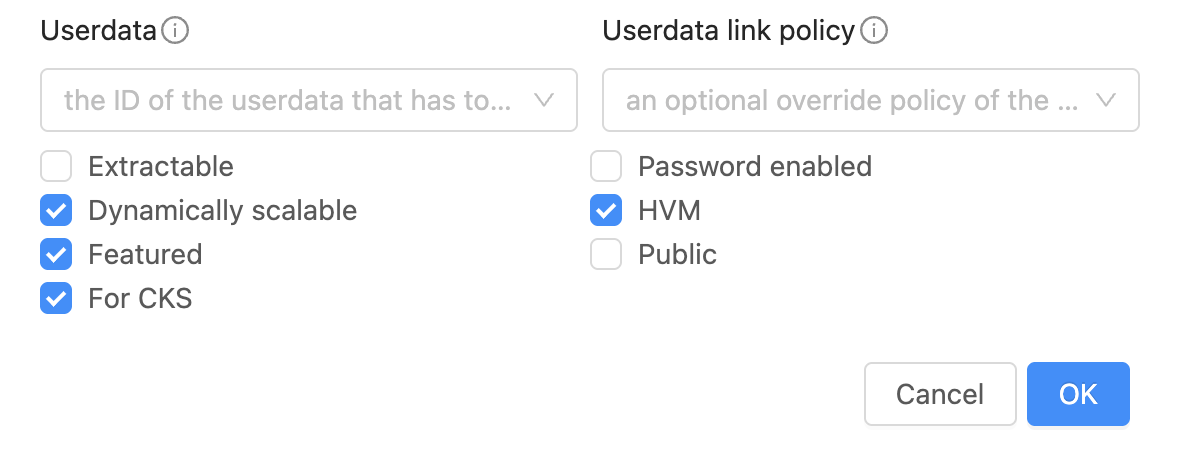 Userdata
Userdata link policy
the ID of the userdata that has to...
an optional override policy of the ...
Extractable
Password enabled
Dynamically scalable
HVM
Featured
Public
For CKS
Cancel
OK